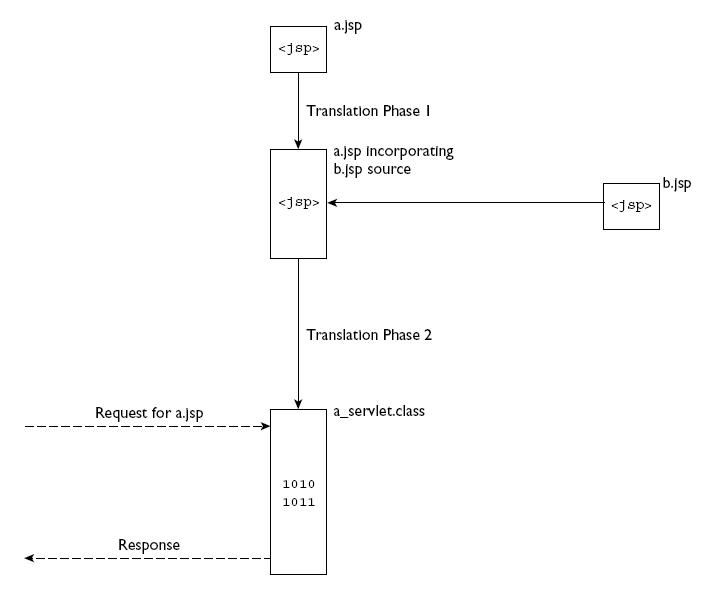 a.jsp
<jsp>
Translation Phase 1
a.jsp incorporating
b.jsp source
<jsp>
b.jsp
<jsp>
Translation Phase 2
Request for a.jsp
a_servlet.class
1010
1011
Response